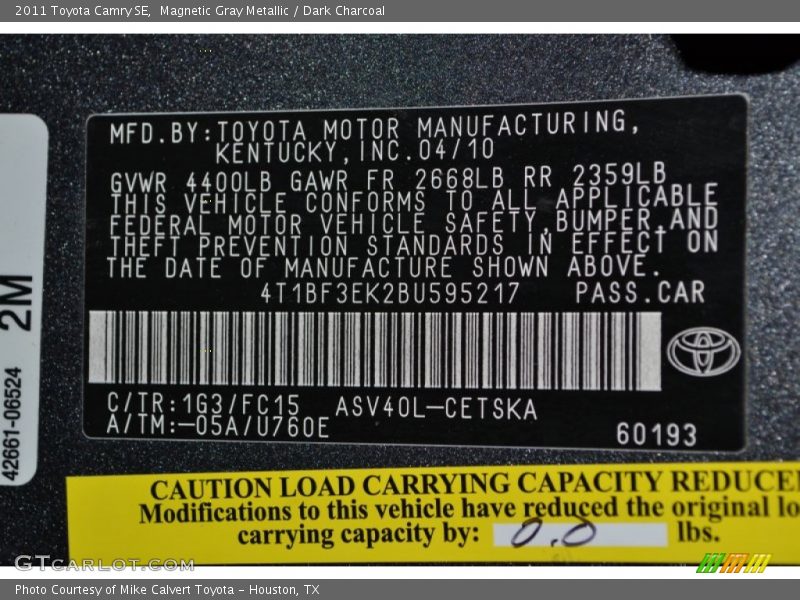 2011 Toyota Camry SE,  Magnetic Gray Metallic / Dark Charcoal
MFD.BY:TOYOTA MOTOR MANUFACTURING,
KENTUCKY,INC.04/10
GVWR 4400LB GAWR FR 2668LB RR 2359LB
THIS VEHICLE CONFORMS TO ALL APPLICABLE
FEDERAL MOTOR VEHICLE SAFETY,BUMPER,AND
THEFT PREVENTION STANDARDS IN EFFECT ON
THE DATE OF MANUFACTURE SHOWN ABOVE.
4T1BF3EK2BU595217 PASS.CAR
C/TR:1G3/FC15 ASV40L-CETSKA
A/TM:-05A/U760E
60193
42661-06524 2M
CAUTION LOAD CARRYING CAPACITY REDUCE
Modifications to this vehicle have reduced the original lo
carrying capacity by: 0.0 lbs.
GTCarLot.com
Photo Courtesy of Mike Calvert Toyota - Houston, TX